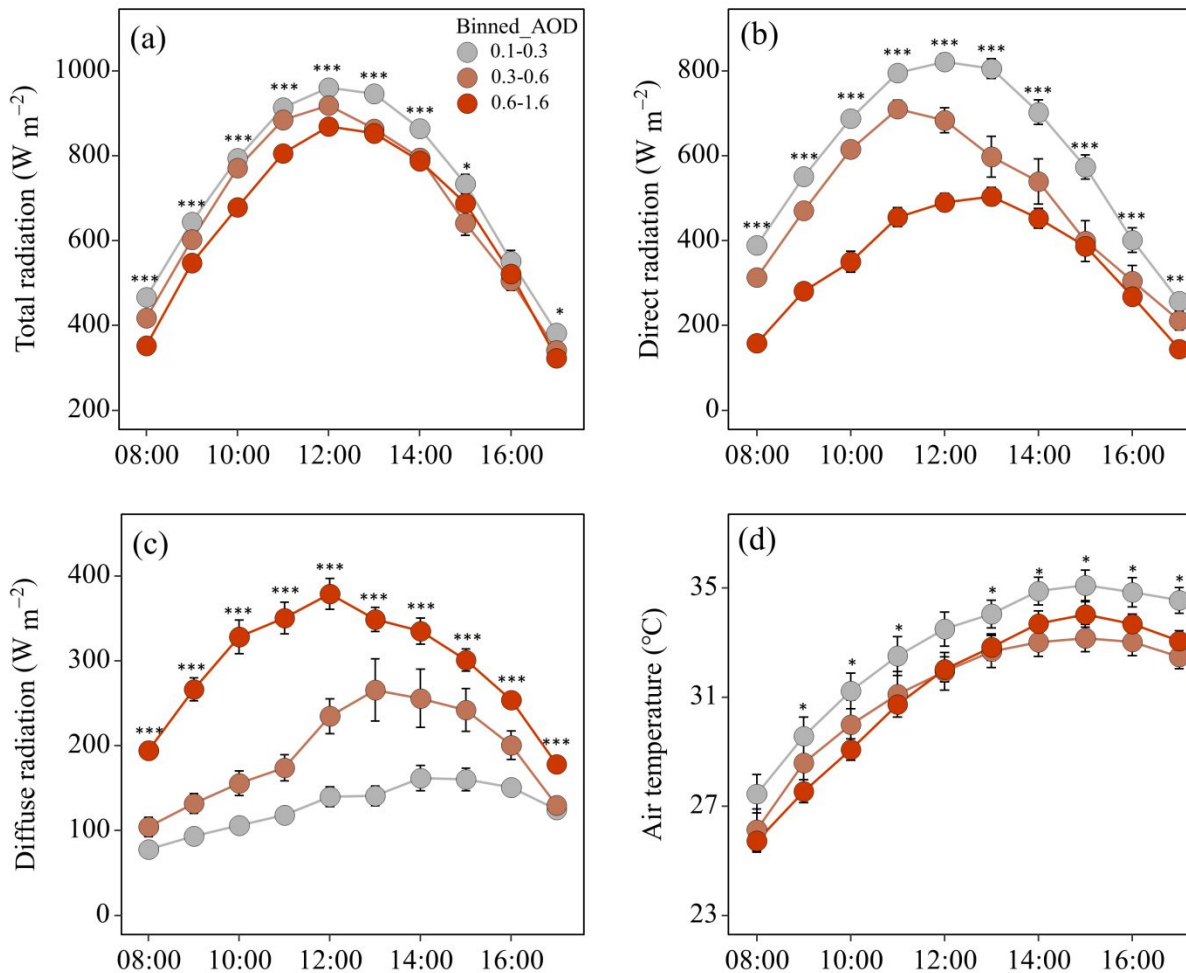 (a)
Binned_AOD
0.1-0.3
0.3-0.6
0.6-1.6
Total radiation (W m⁻²)
1000
800
600
400
200
*** *** *** *** *** *** *** * *
08:00 10:00 12:00 14:00 16:00
(b)
Direct radiation (W m⁻²)
800
600
400
200
0
*** *** *** *** *** *** *** *** *** **
08:00 10:00 12:00 14:00 16:00
(c)
Diffuse radiation (W m⁻²)
400
300
200
100
0
*** *** *** *** *** *** *** *** *** ***
08:00 10:00 12:00 14:00 16:00
(d)
Air temperature (°C)
35
31
27
23
* * * * * * * *
08:00 10:00 12:00 14:00 16:00